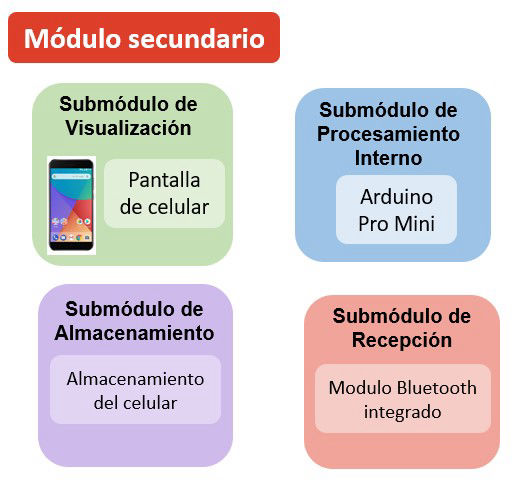 Módulo secundario
Submódulo de
Visualización
Pantalla
de celular
Submódulo de
Procesamiento
Interno
Arduino
Pro Mini
Submódulo de
Almacenamiento
Almacenamiento
del celular
Submódulo de
Recepción
Modulo Bluetooth
integrado